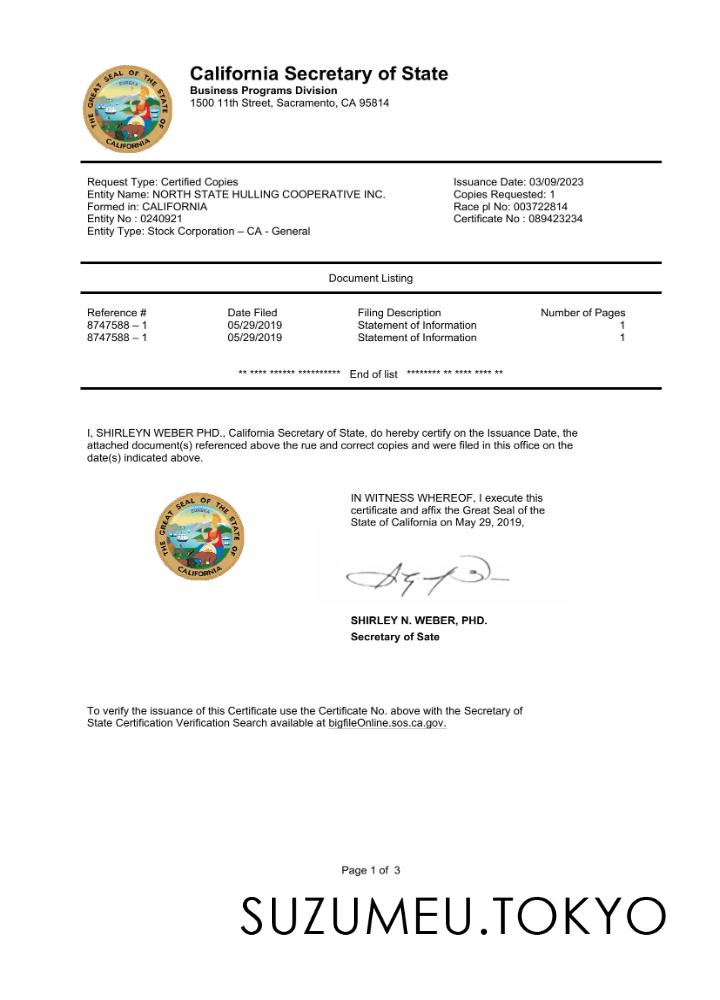 California Secretary of State
Business Programs Division
1500 11th Street, Sacramento, CA 95814
THE GREAT SEAL OF THE STATE OF CALIFORNIA
EUREKA
Request Type: Certified Copies
Entity Name: NORTH STATE HULLING COOPERATIVE INC.
Formed in: CALIFORNIA
Entity No : 0240921
Entity Type: Stock Corporation – CA - General
Issuance Date: 03/09/2023
Copies Requested: 1
Race pl No: 003722814
Certificate No : 089423234
Document Listing
Reference # Date Filed Filing Description Number of Pages
8747588 – 1 05/29/2019 Statement of Information 1
8747588 – 1 05/29/2019 Statement of Information 1
** **** ****** ********** End of list ******** ** **** **** **
I, SHIRLEYN WEBER PHD., California Secretary of State, do hereby certify on the Issuance Date, the
attached document(s) referenced above the rue and correct copies and were filed in this office on the
date(s) indicated above.
THE GREAT SEAL OF THE STATE OF CALIFORNIA
EUREKA
IN WITNESS WHEREOF, I execute this
certificate and affix the Great Seal of the
State of California on May 29, 2019,
SHIRLEY N. WEBER, PHD.
Secretary of Sate
To verify the issuance of this Certificate use the Certificate No. above with the Secretary of
State Certification Verification Search available at bigfileOnline.sos.ca.gov.
Page 1 of 3
SUZUMEU.TOKYO